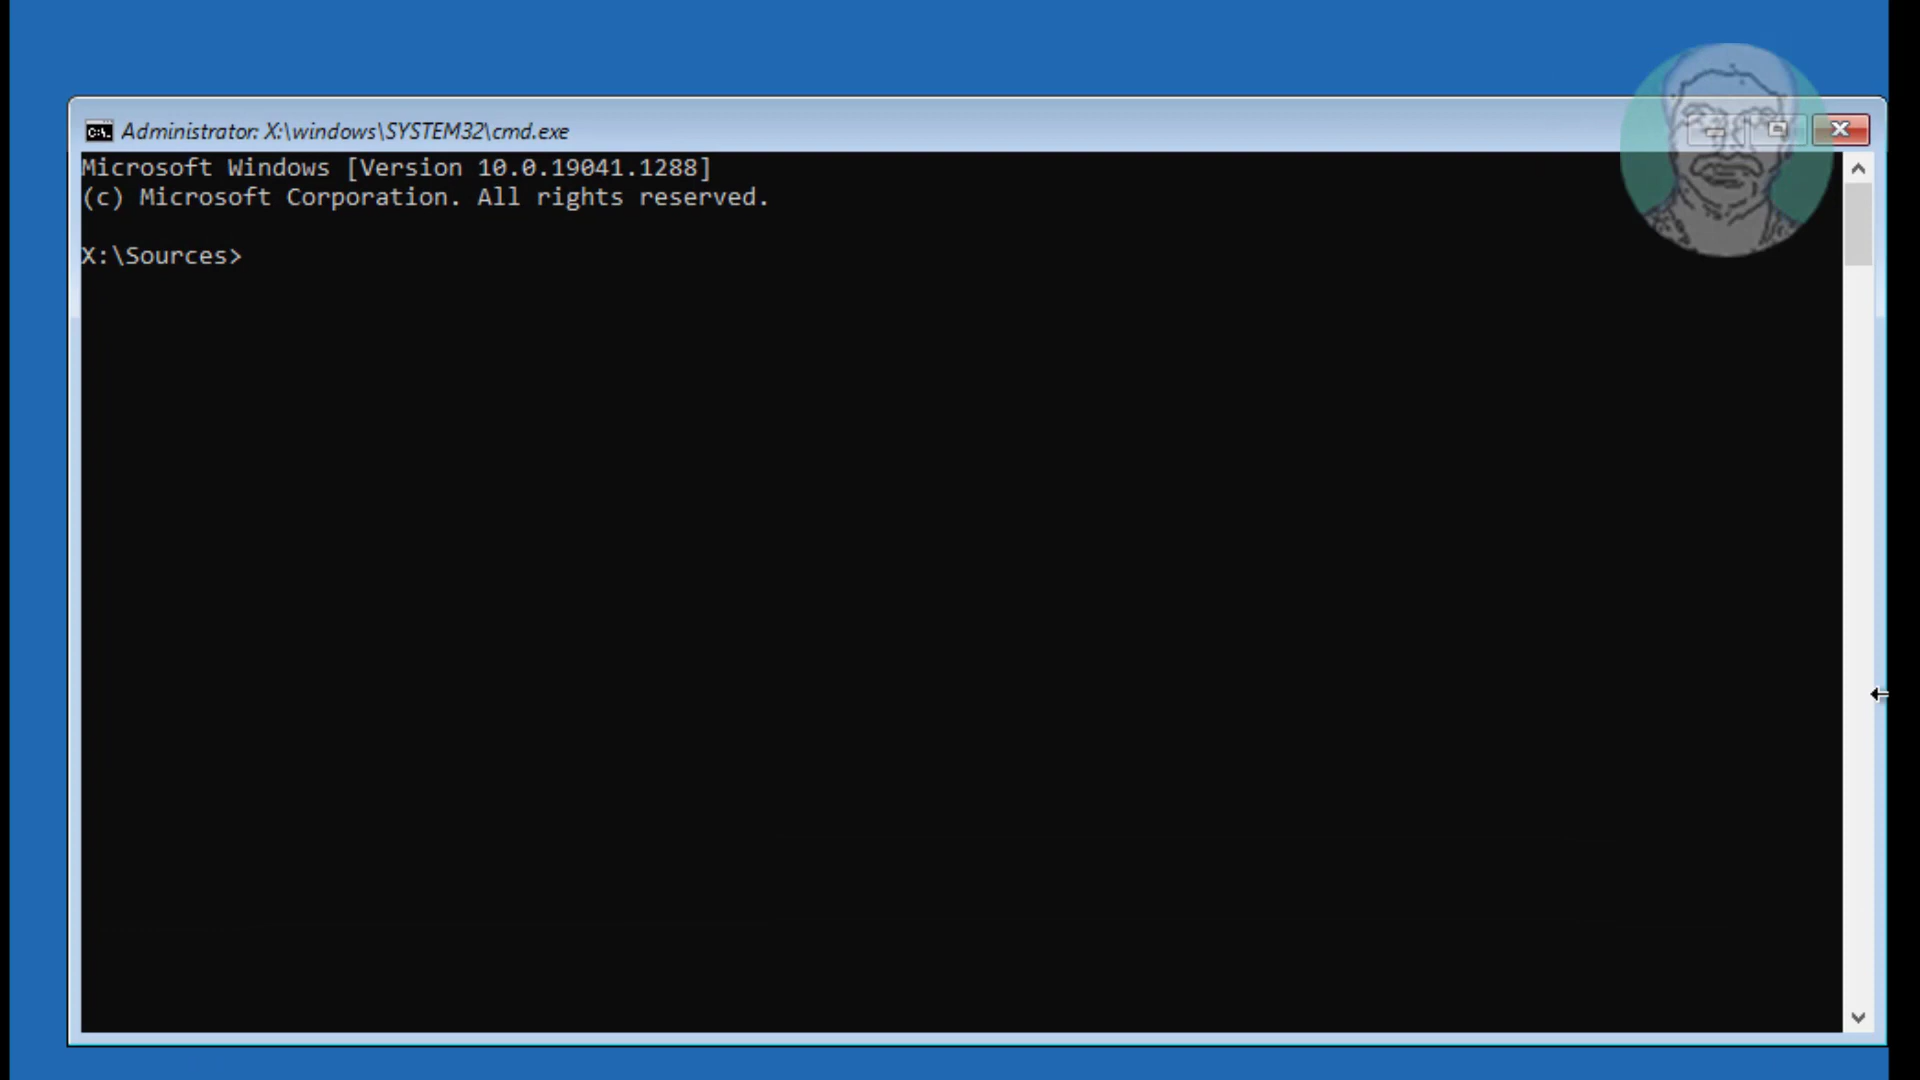 Administrator: X:\windows\SYSTEM32\cmd.exe
Microsoft Windows [Version 10.0.19041.1288]
(c) Microsoft Corporation. All rights reserved.
X:\Sources>